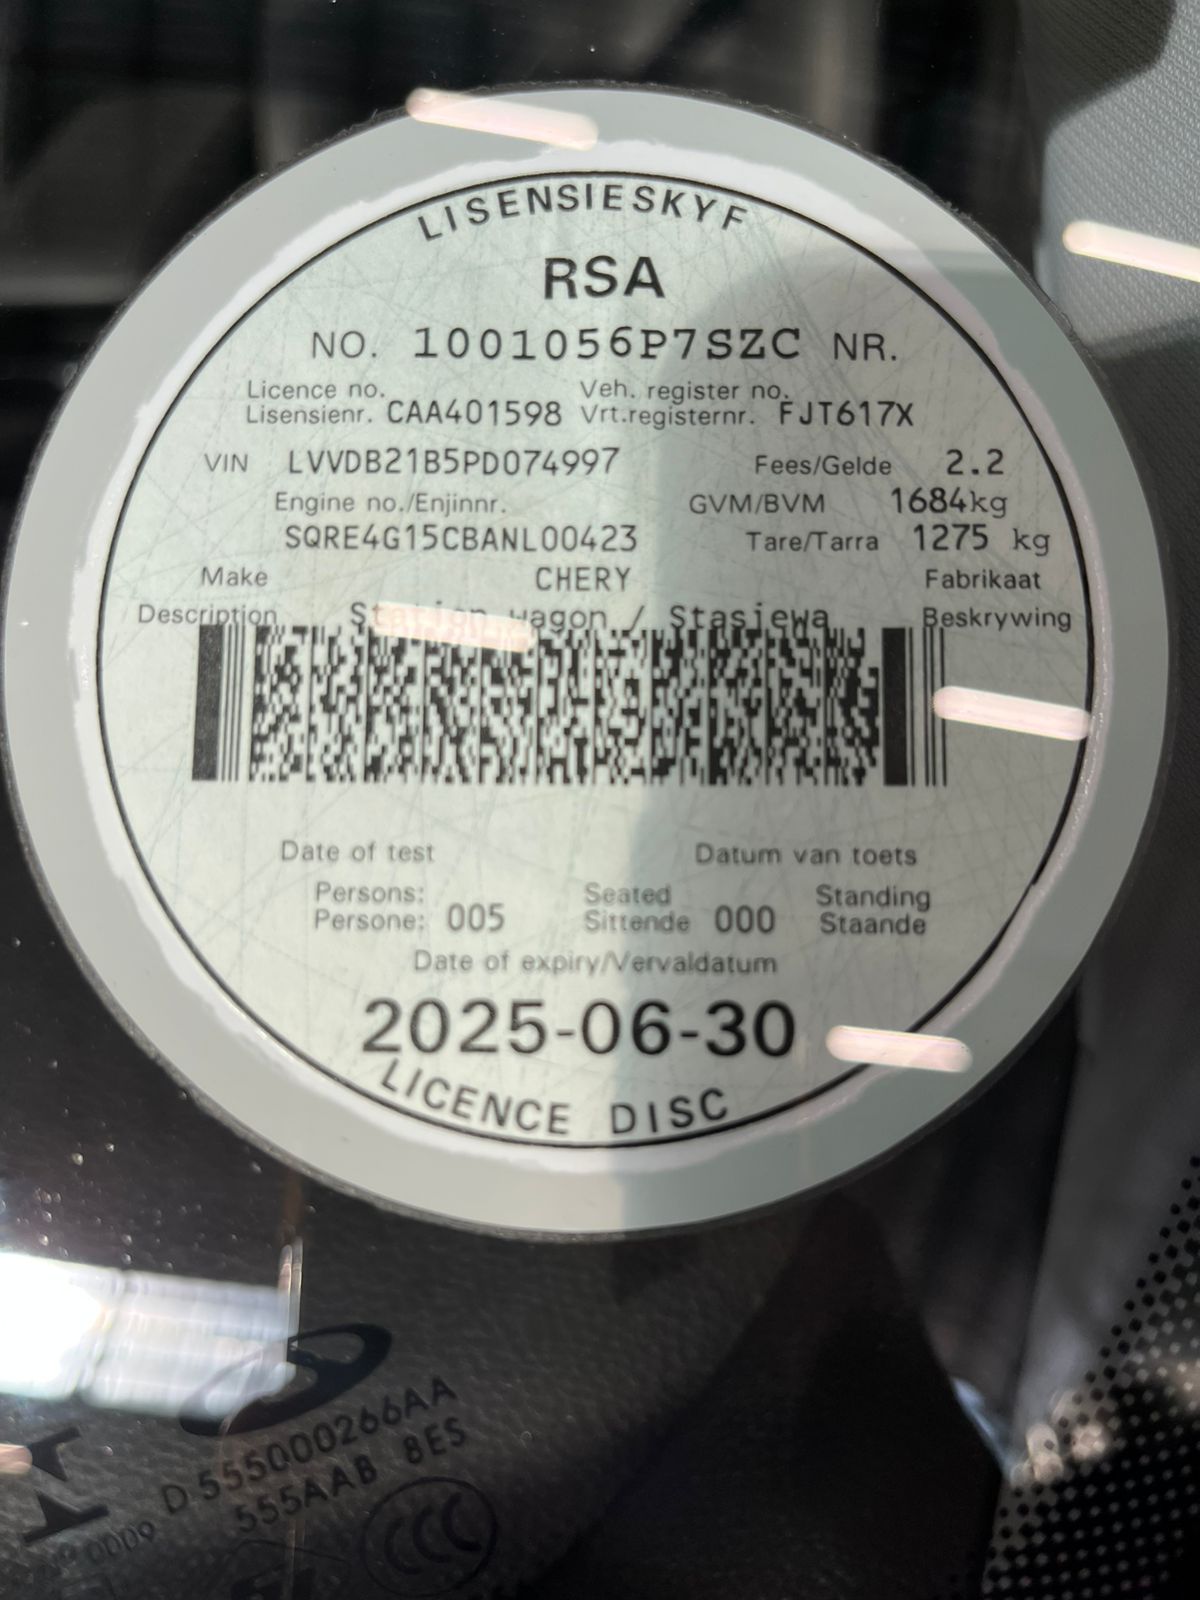 LISENSIESKYF
RSA
NO. 1001056P7SZC NR.
Licence no. Veh. register no.
Lisensienr. CAA401598 Vrt.registernr. FJT617X
VIN LVVDB21B5PD074997 Fees/Gelde 2.2
Engine no./Enjinnr. GVM/BVM 1684kg
SQRE4G15CBANL00423 Tare/Tarra 1275 kg
Make CHERY Fabrikaat
Description Station wagon / Stasiewa Beskrywing
Date of test Datum van toets
Persons: Seated Standing
Persone: 005 Sittende 000 Staande
Date of expiry/Vervaldatum
2025-06-30
LICENCE DISC
D555000266AA
555AAB 8ES
0009
CCC